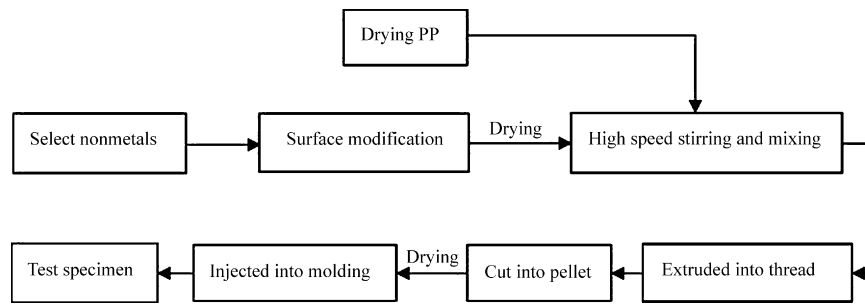 Drying PP
Select nonmetals
Surface modification
Drying
High speed stirring and mixing
Test specimen
Injected into molding
Drying
Cut into pellet
Extruded into thread